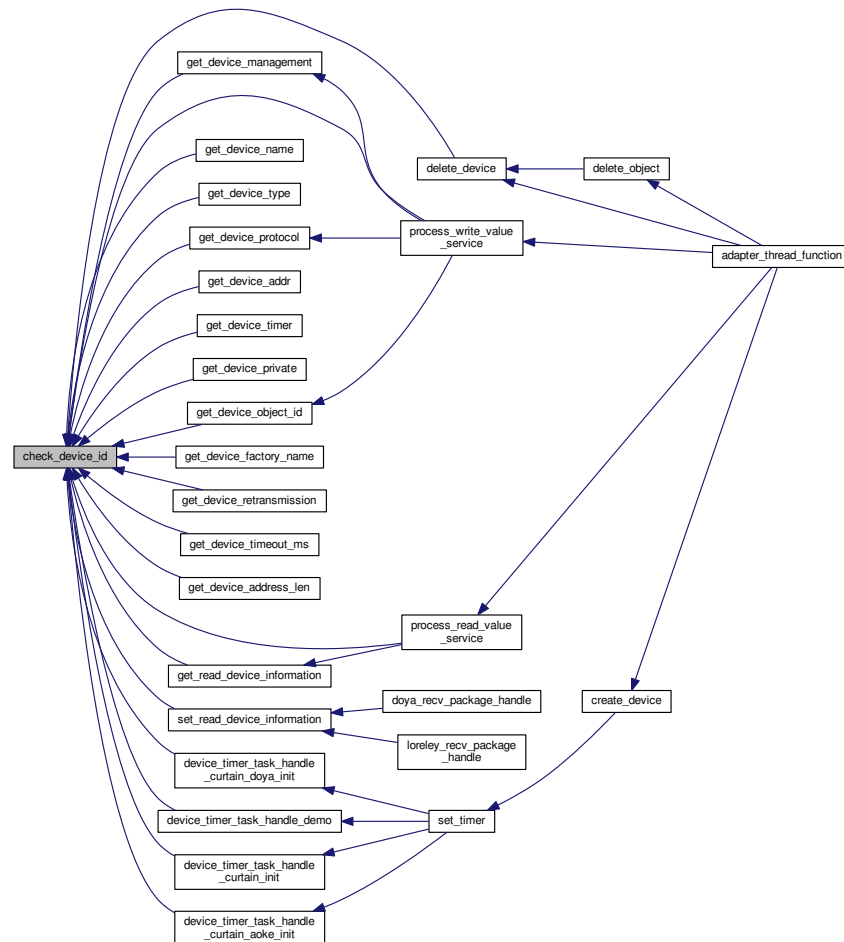 get_device_management
get_device_name
delete_device
delete_object
get_device_type
get_device_protocol
process_write_value
_service
adapter_thread_function
get_device_addr
get_device_timer
get_device_private
get_device_object_id
check_device_id
get_device_factory_name
get_device_retransmission
get_device_timeout_ms
get_device_address_len
process_read_value
_service
get_read_device_information
set_read_device_information
doya_recv_package_handle
create_device
loreley_recv_package
_handle
device_timer_task_handle
_curtain_doya_init
device_timer_task_handle_demo
set_timer
device_timer_task_handle
_curtain_init
device_timer_task_handle
_curtain_aoke_init